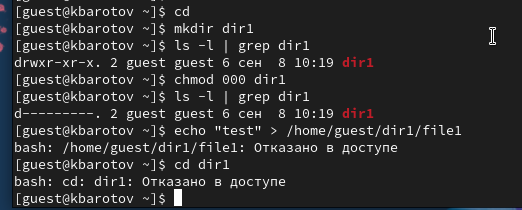 [guest@kbarotov ~]$ cd
[guest@kbarotov ~]$ mkdir dir1
[guest@kbarotov ~]$ ls -l | grep dir1
drwxr-xr-x. 2 guest guest 6 сен  8 10:19 dir1
[guest@kbarotov ~]$ chmod 000 dir1
[guest@kbarotov ~]$ ls -l | grep dir1
d---------. 2 guest guest 6 сен  8 10:19 dir1
[guest@kbarotov ~]$ echo "test" > /home/guest/dir1/file1
bash: /home/guest/dir1/file1: Отказано в доступе
[guest@kbarotov ~]$ cd dir1
bash: cd: dir1: Отказано в доступе
[guest@kbarotov ~]$